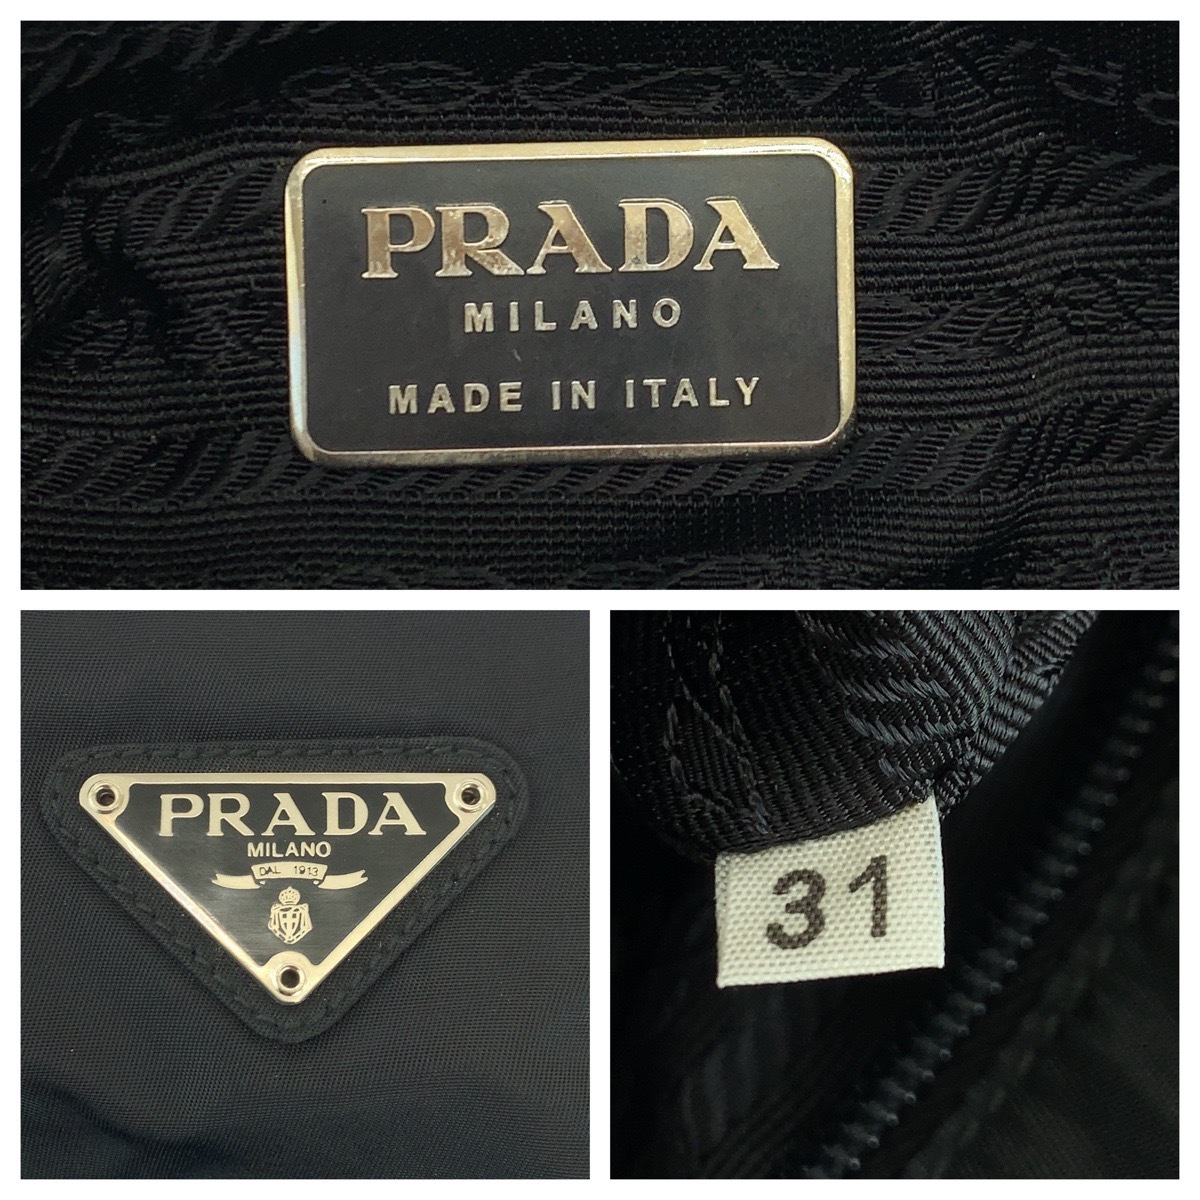 PRADA
MILANO
MADE IN ITALY
PRADA
MILANO
DAL 1913
31